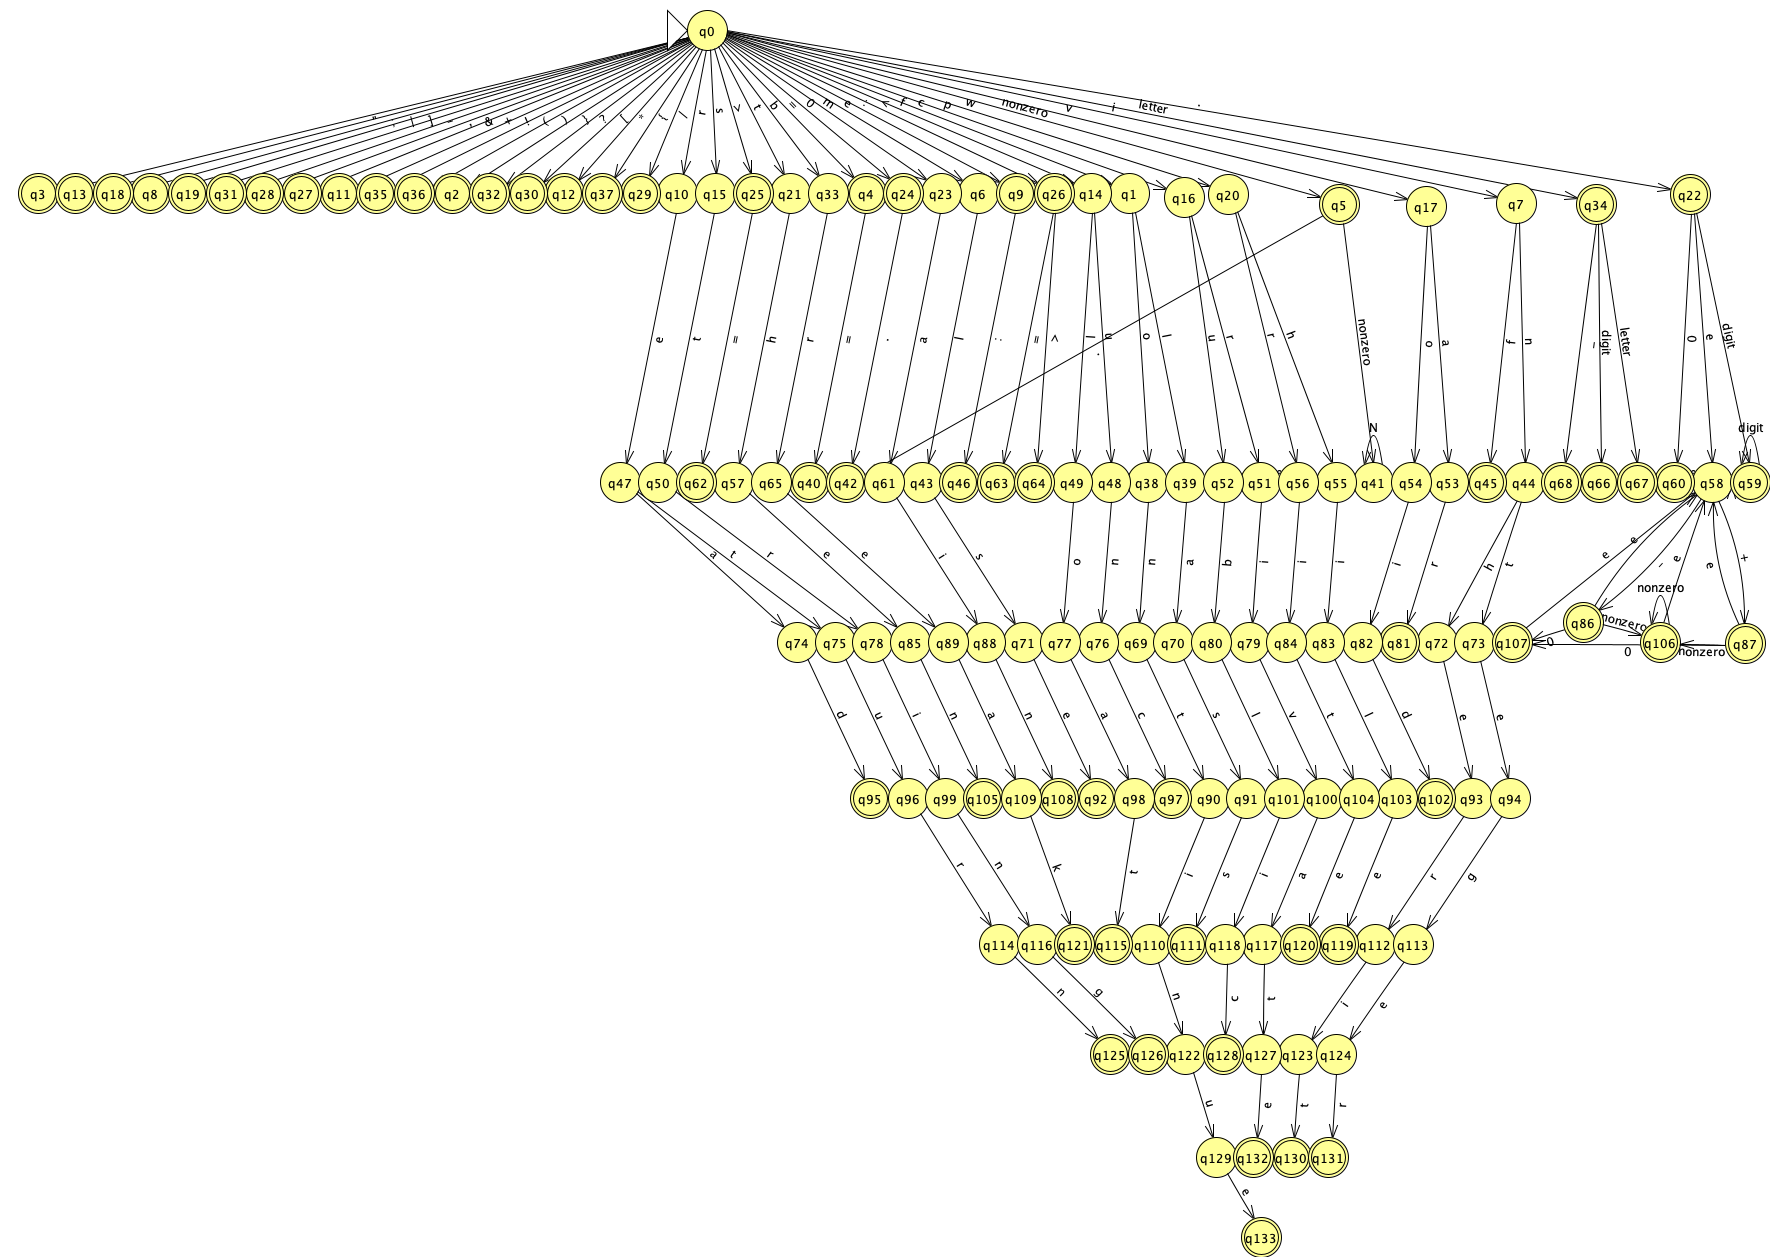 q0
r s v t b = 0 m e : < f c p w nonzero v i letter .
q3 q13 q18 q8 q19 q31 q28 q27 q11 q35 q36 q2 q32 q30 q12 q37 q29 q10 q15 q25 q21 q33 q4 q24 q23 q6 q9 q26 q14 q1 q16 q20 q5 q17 q7 q34 q22
e t = h r = . a l : = > l u . o l u r r h nonzero o a f n _ digit letter 0 e digit
N digit
q47 q50 q62 q57 q65 q40 q42 q61 q43 q46 q63 q64 q49 q48 q38 q39 q52 q51 q56 q55 q41 q54 q53 q45 q44 q68 q66 q67 q60 q58 q59
a t r e e i s o n n a b i i i i r h t e e - e e +
nonzero
q74 q75 q78 q85 q89 q88 q71 q77 q76 q69 q70 q80 q79 q84 q83 q82 q81 q72 q73 q107 q86 q106 q87
nonzero 0 0 nonzero
d u i n a n e a c t s l v t l d e e
q95 q96 q99 q105 q109 q108 q92 q98 q97 q90 q91 q101 q100 q104 q103 q102 q93 q94
r n k t i s i a e e r g
q114 q116 q121 q115 q110 q111 q118 q117 q120 q119 q112 q113
n g n c t i e
q125 q126 q122 q128 q127 q123 q124
u e t r
q129 q132 q130 q131
e
q133